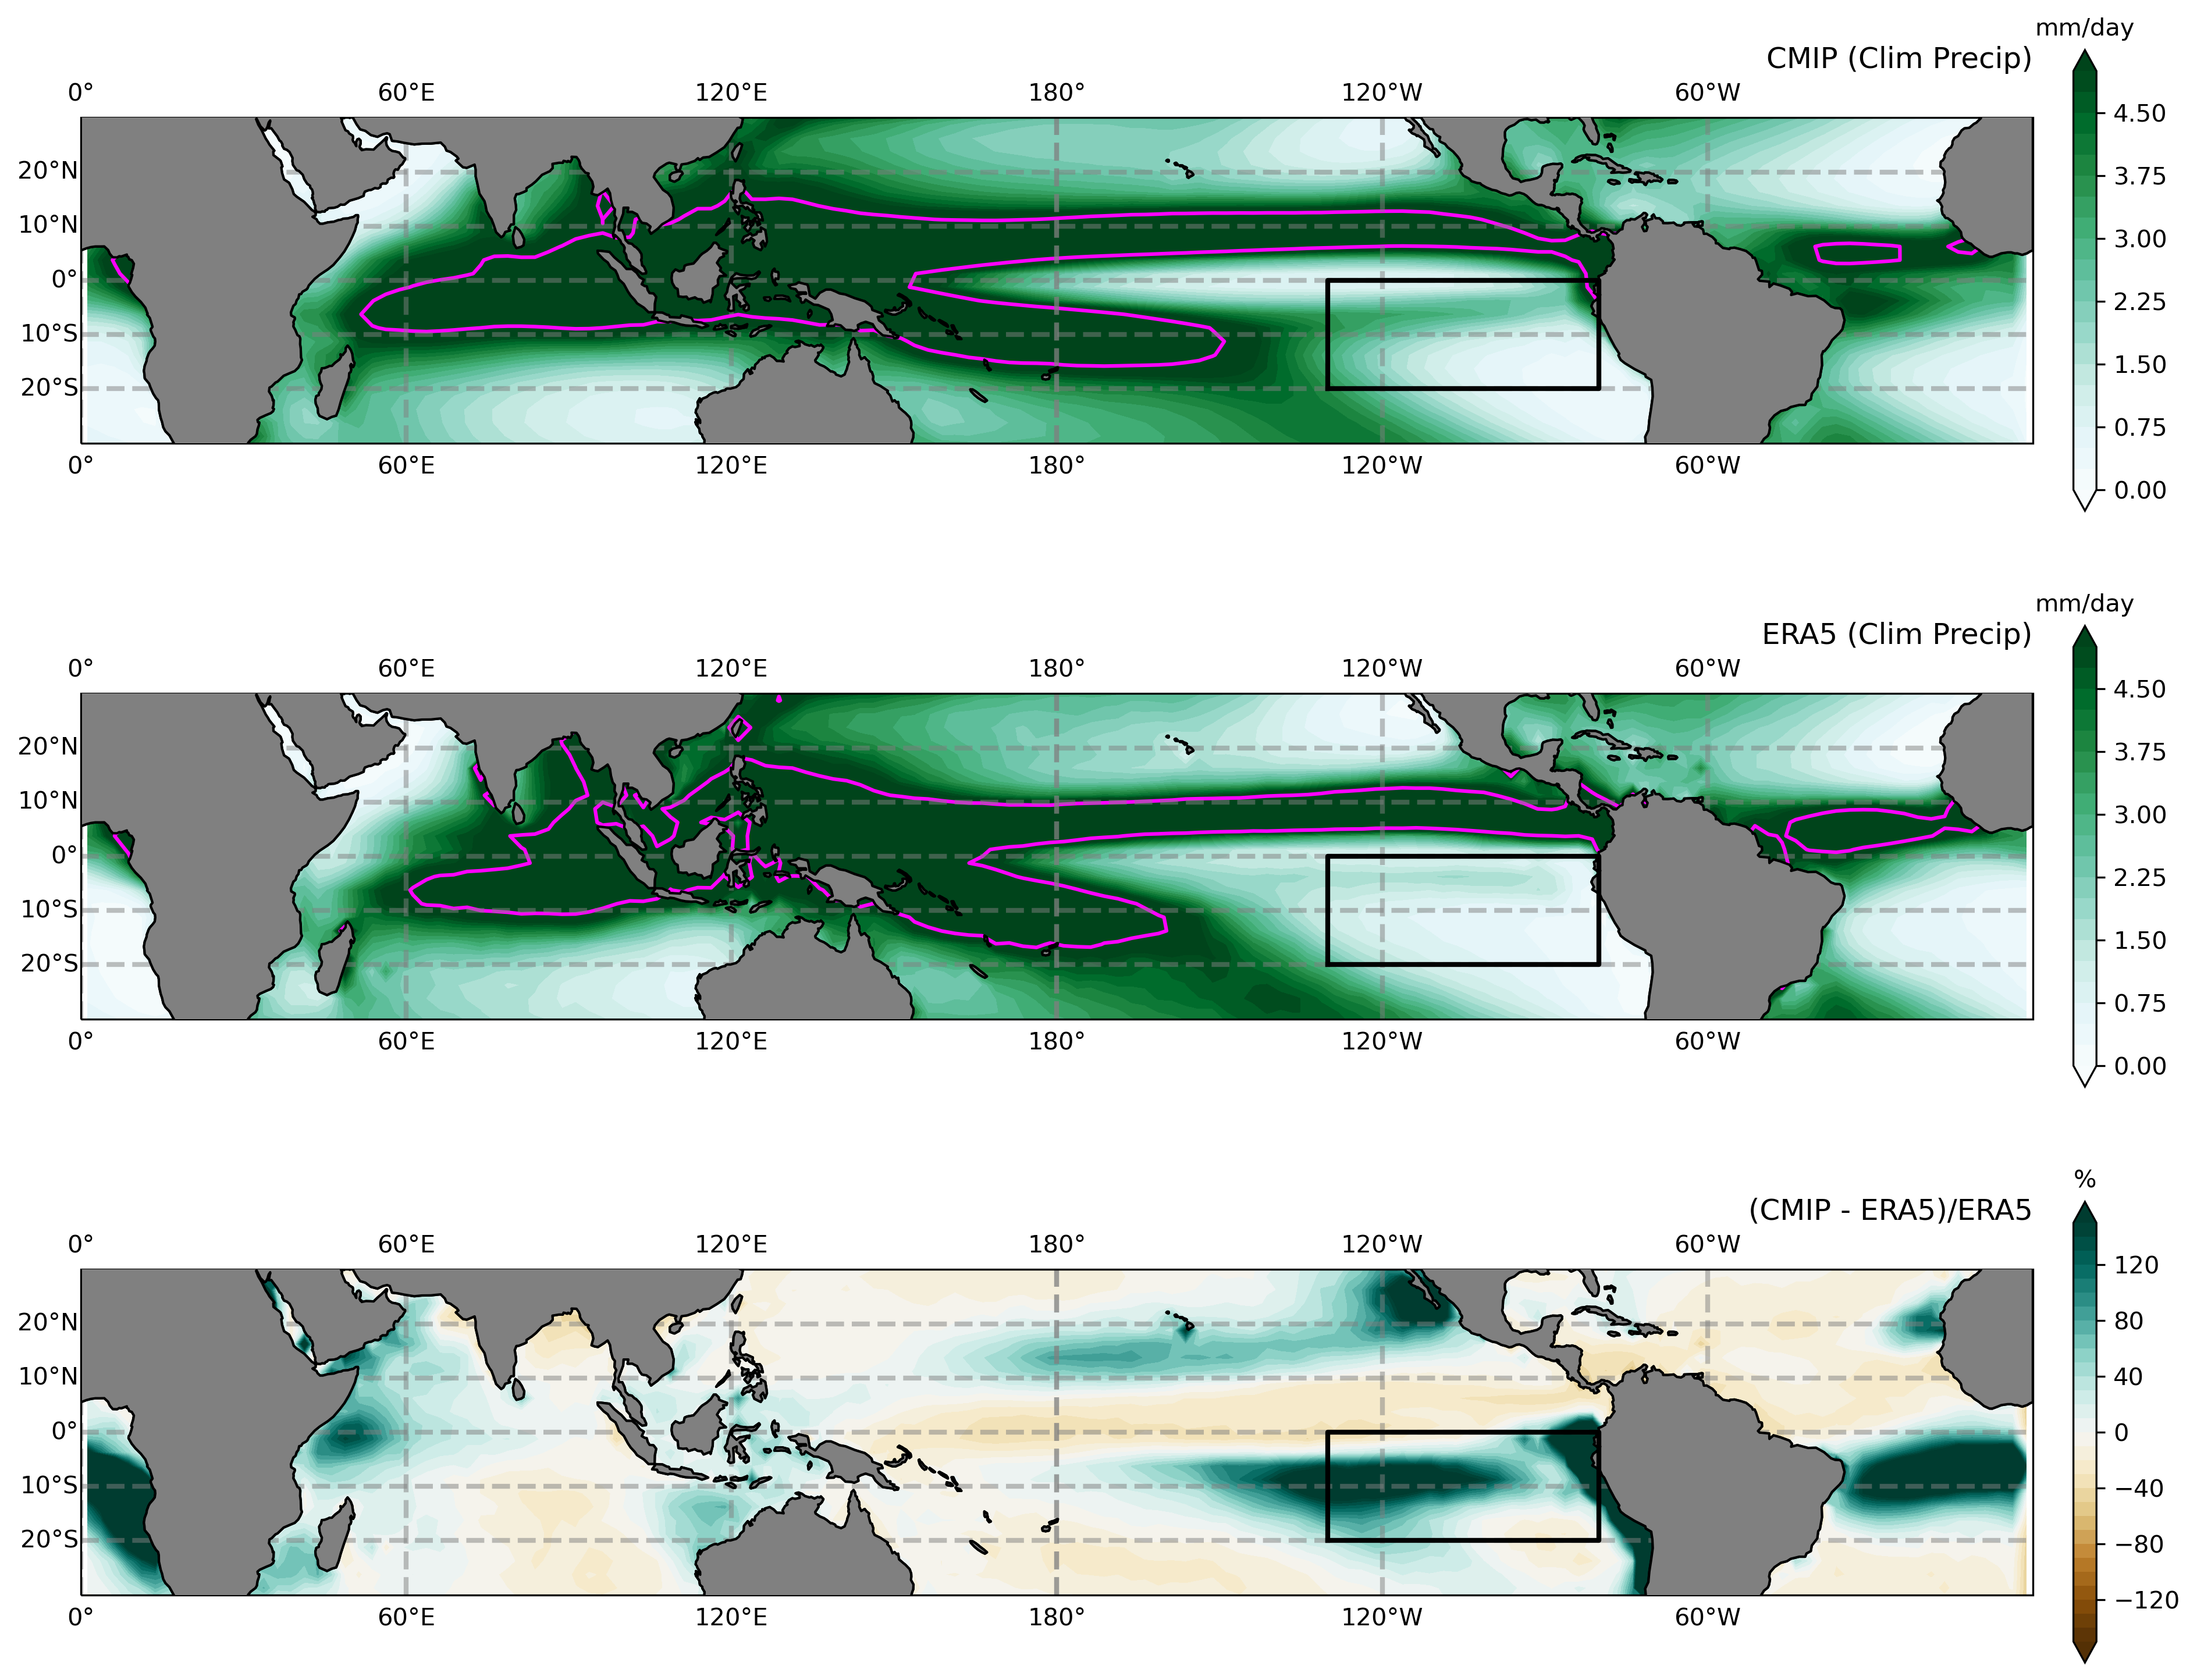 mm/day
CMIP (Clim Precip)
0° 60°E 120°E 180° 120°W 60°W
20°N
10°N
0°
10°S
20°S
0° 60°E 120°E 180° 120°W 60°W
4.50
3.75
3.00
2.25
1.50
0.75
0.00
mm/day
ERA5 (Clim Precip)
0° 60°E 120°E 180° 120°W 60°W
20°N
10°N
0°
10°S
20°S
0° 60°E 120°E 180° 120°W 60°W
4.50
3.75
3.00
2.25
1.50
0.75
0.00
%
(CMIP - ERA5)/ERA5
0° 60°E 120°E 180° 120°W 60°W
20°N
10°N
0°
10°S
20°S
0° 60°E 120°E 180° 120°W 60°W
120
80
40
0
−40
−80
−120